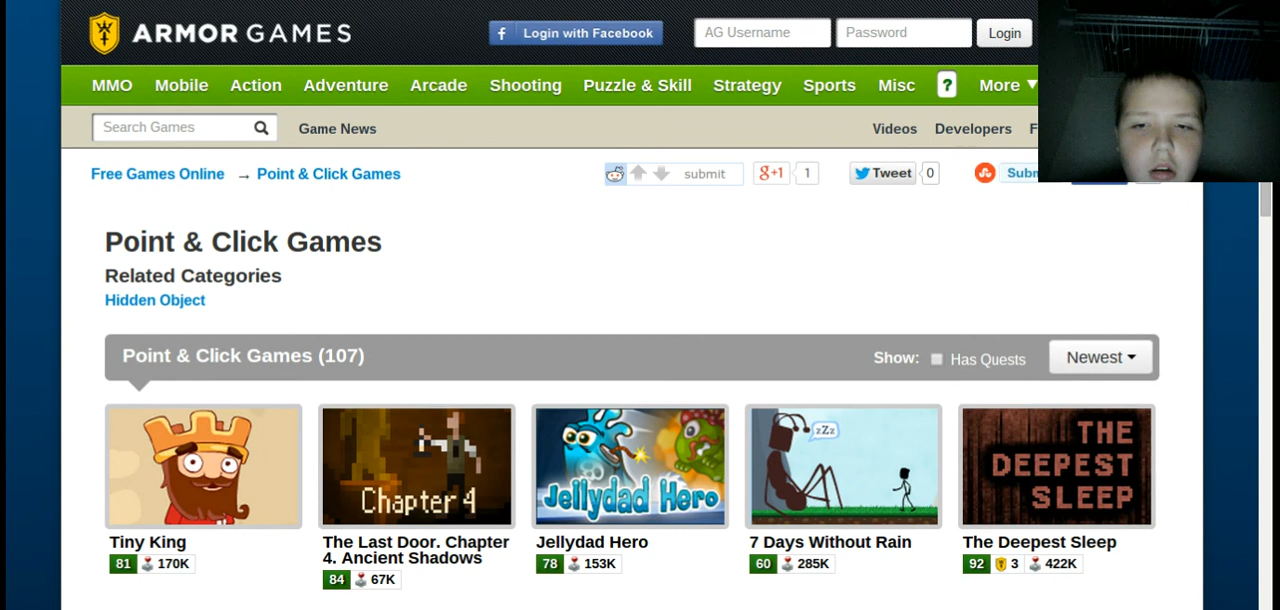 ARMOR GAMES
f Login with Facebook
AG Username
Password
Login
MMO Mobile Action Adventure Arcade Shooting Puzzle & Skill Strategy Sports Misc ? More
Search Games
Game News
Videos Developers F
Free Games Online → Point & Click Games
submit
g+1 1
Tweet 0
Subm
Point & Click Games
Related Categories
Hidden Object
Point & Click Games (107)
Show: Has Quests
Newest
Chapter 4
Jellydad Hero
zZz
THE
DEEPEST
SLEEP
Tiny King
81 170K
The Last Door. Chapter
4. Ancient Shadows
84 67K
Jellydad Hero
78 153K
7 Days Without Rain
60 285K
The Deepest Sleep
92 3 422K